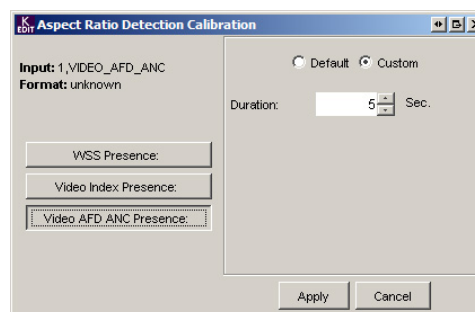 K EDIT Aspect Ratio Detection Calibration
Input: 1,VIDEO_AFD_ANC
Format: unknown
Default Custom
Duration: 5 Sec.
WSS Presence:
Video Index Presence:
Video AFD ANC Presence:
Apply Cancel